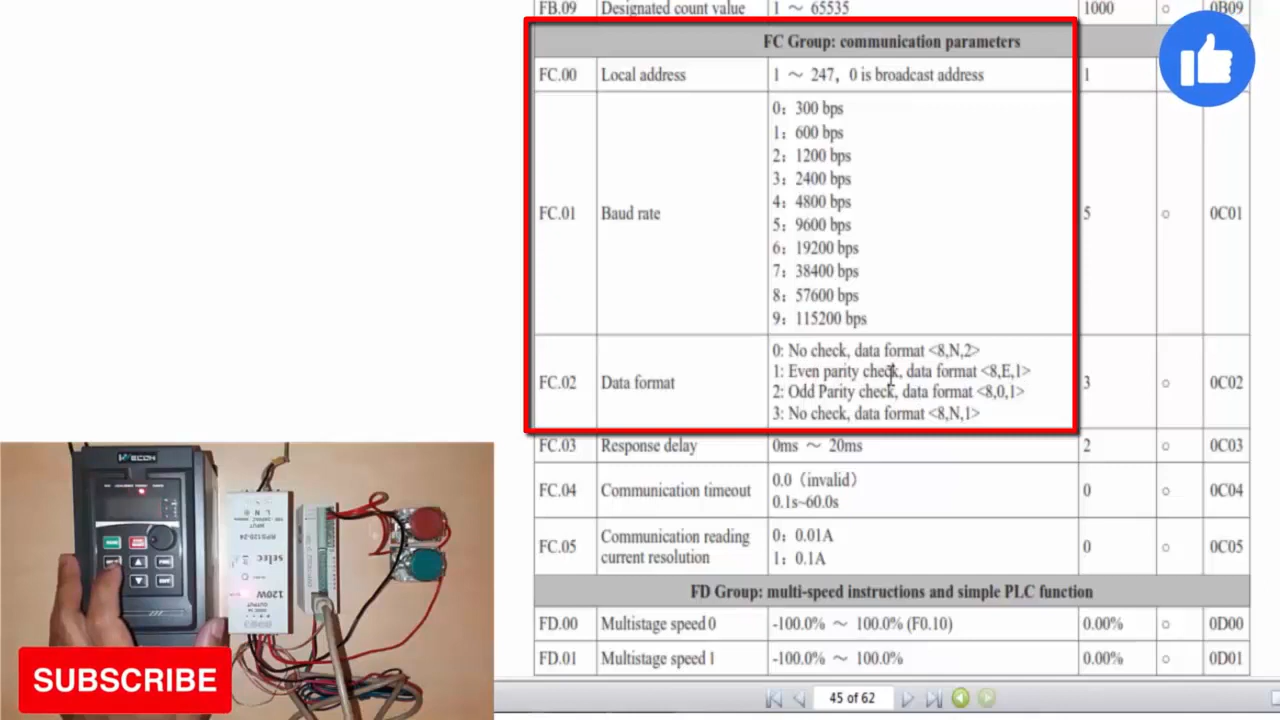 FB.09 Designated count value 1 ～ 65535 1000 ○ 0B09
FC Group: communication parameters
FC.00 Local address 1 ～ 247, 0 is broadcast address 1
FC.01 Baud rate 0: 300 bps
1: 600 bps
2: 1200 bps
3: 2400 bps
4: 4800 bps
5: 9600 bps
6: 19200 bps
7: 38400 bps
8: 57600 bps
9: 115200 bps
5 ○ 0C01
FC.02 Data format 0: No check, data format <8,N,2>
1: Even parity check, data format <8,E,1>
2: Odd Parity check, data format <8,0,1>
3: No check, data format <8,N,1>
3 ○ 0C02
FC.03 Response delay 0ms ～ 20ms 2 ○ 0C03
FC.04 Communication timeout 0.0 (invalid)
0.1s~60.0s
0 ○ 0C04
FC.05 Communication reading
current resolution
0: 0.01A
1: 0.1A
0 ○ 0C05
FD Group: multi-speed instructions and simple PLC function
FD.00 Multistage speed 0 -100.0% ～ 100.0% (F0.10) 0.00% ○ 0D00
FD.01 Multistage speed 1 -100.0% ～ 100.0% 0.00% ○ 0D01
45 of 62
WECON
selec
RPS120-24
120W
OUTPUT
INPUT
L N
SUBSCRIBE